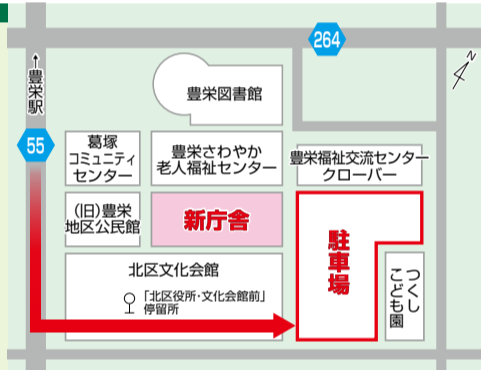 264
N
↑豊栄駅
豊栄図書館
55
葛塚
コミュニティ
センター
豊栄さわやか
老人福祉センター
豊栄福祉交流センター
クローバー
(旧)豊栄
地区公民館
新庁舎
駐車場
北区文化会館
「北区役所・文化会館前」
停留所
つくし
こども園